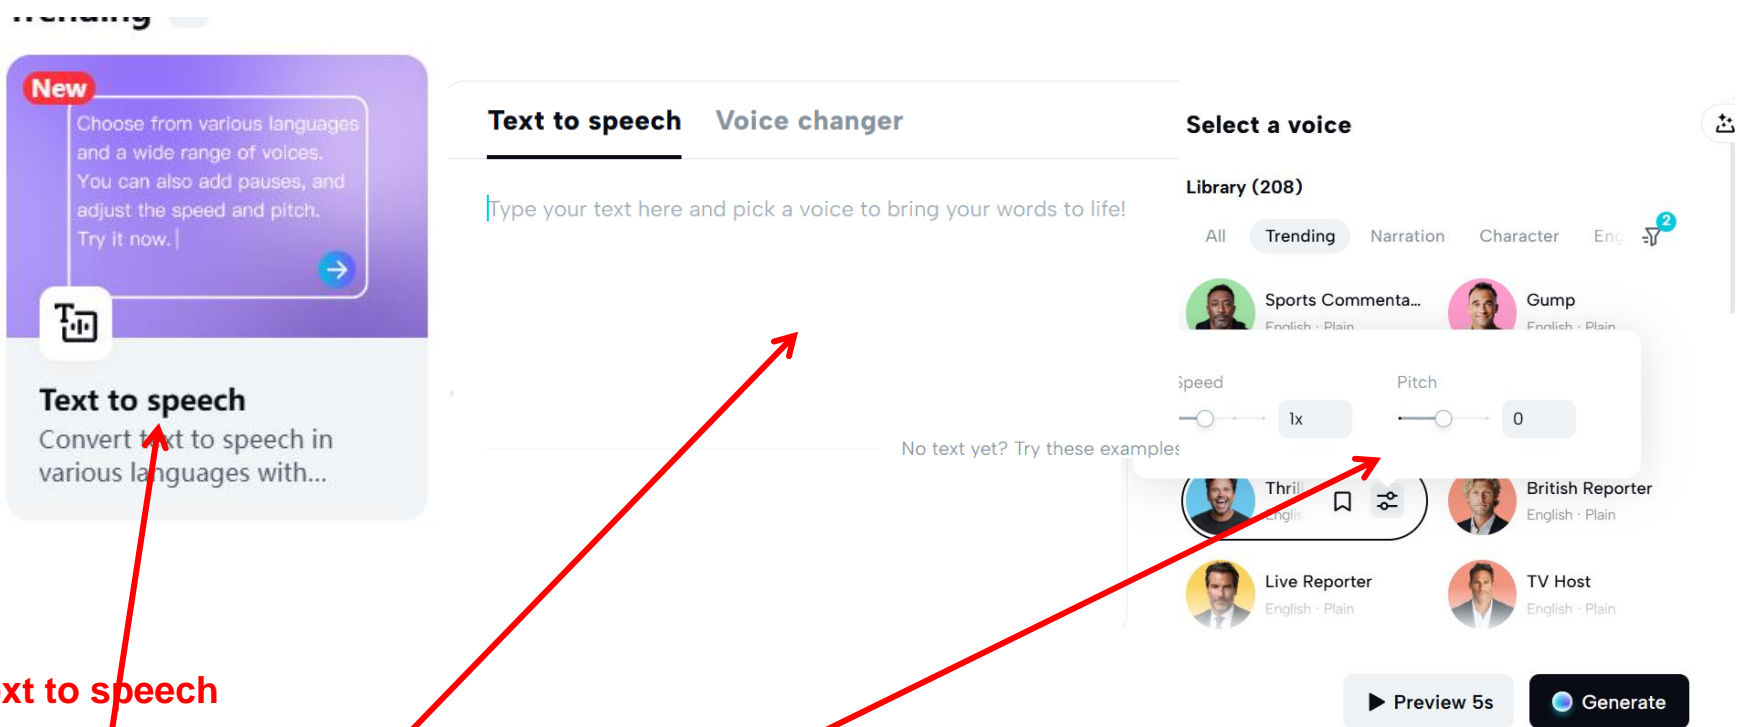 Trending
New
Choose from various languages
and a wide range of voices.
You can also add pauses, and
adjust the speed and pitch.
Try it now.
Text to speech
Convert text to speech in
various languages with...
Text to speech Voice changer
Type your text here and pick a voice to bring your words to life!
No text yet? Try these examples
Select a voice
Library (208)
All Trending Narration Character Eng
2
Sports Commenta... Gump
English · Plain English · Plain
Speed Pitch
1x 0
Thrill British Reporter
Englis English · Plain
Live Reporter TV Host
English · Plain English · Plain
Preview 5s Generate
xt to speech